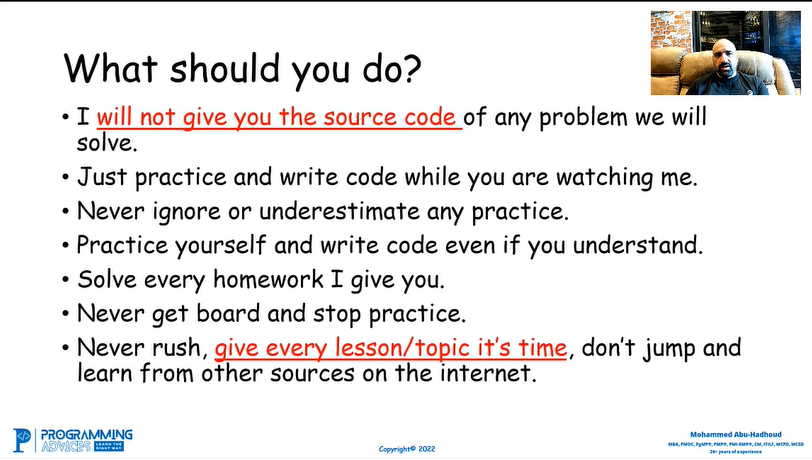 What should you do?
• I will not give you the source code of any problem we will
solve.
• Just practice and write code while you are watching me.
• Never ignore or underestimate any practice.
• Practice yourself and write code even if you understand.
• Solve every homework I give you.
• Never get board and stop practice.
• Never rush, give every lesson/topic it's time, don't jump and
learn from other sources on the internet.
PROGRAMMING
ADVICES LEARN THE
RIGHT WAY
Copyright© 2022
Mohammed Abu-Hadhoud
MBA, PMOC, PgMP®, PMP®, PMI-RMP®, CM, ITILF, MCPD, MCSD
26+ years of experience